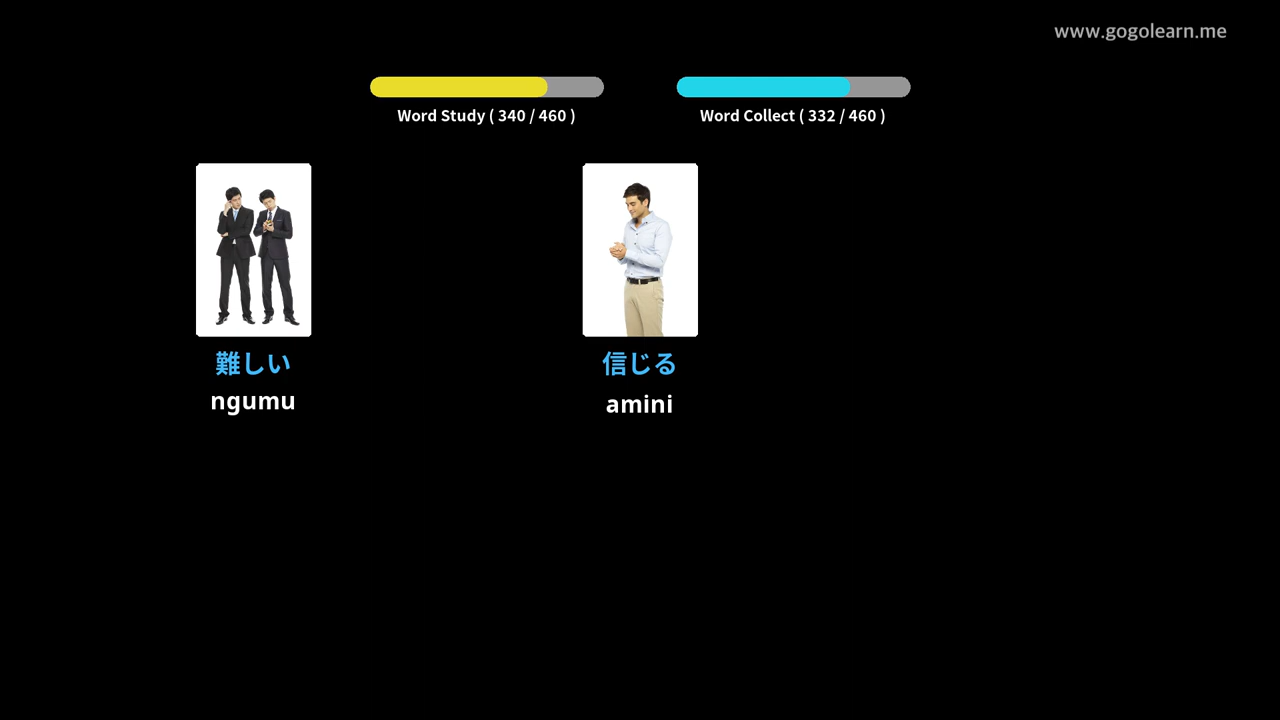 www.gogolearn.me
Word Study ( 340 / 460 )
Word Collect ( 332 / 460 )
難しい
ngumu
信じる
amini